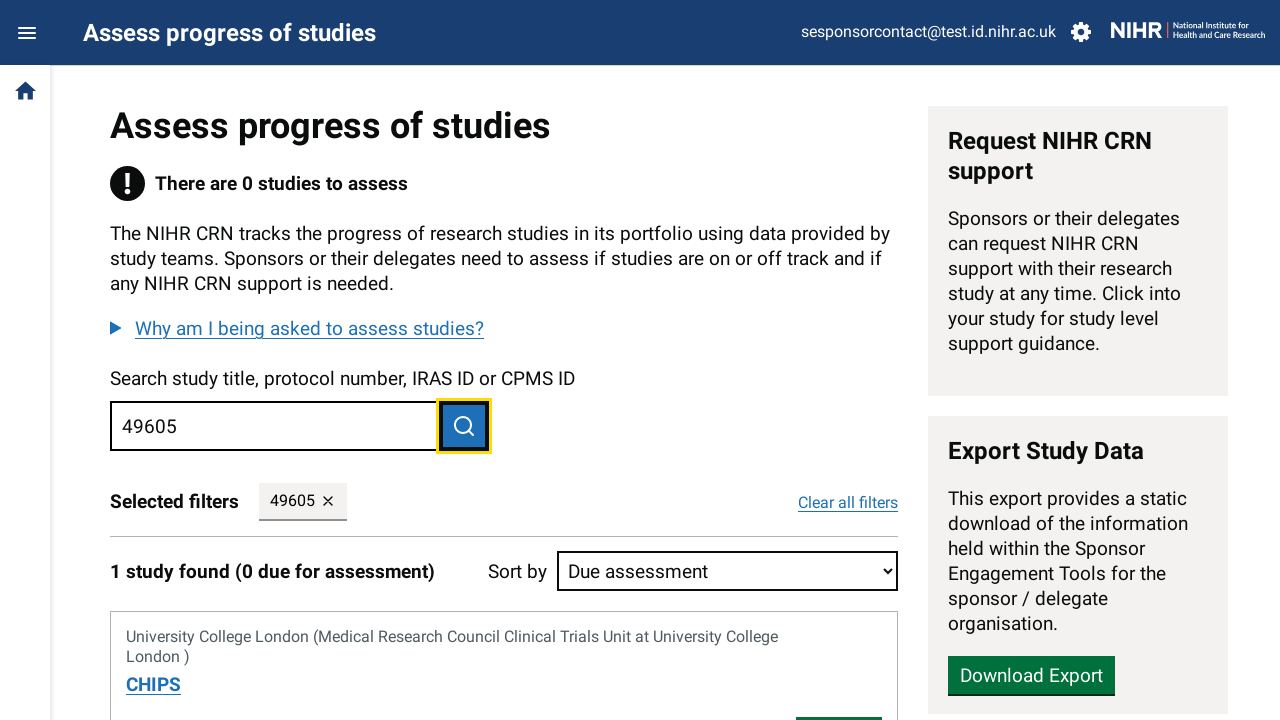 Assess progress of studies
sesponsorcontact@test.id.nihr.ac.uk
NIHR
National Institute for
Health and Care Research
Assess progress of studies
There are 0 studies to assess
The NIHR CRN tracks the progress of research studies in its portfolio using data provided by
study teams. Sponsors or their delegates need to assess if studies are on or off track and if
any NIHR CRN support is needed.
Why am I being asked to assess studies?
Search study title, protocol number, IRAS ID or CPMS ID
49605
Selected filters
49605
Clear all filters
1 study found (0 due for assessment)
Sort by
Due assessment
University College London (Medical Research Council Clinical Trials Unit at University College
London )
CHIPS
Request NIHR CRN
support
Sponsors or their delegates
can request NIHR CRN
support with their research
study at any time. Click into
your study for study level
support guidance.
Export Study Data
This export provides a static
download of the information
held within the Sponsor
Engagement Tools for the
sponsor / delegate
organisation.
Download Export